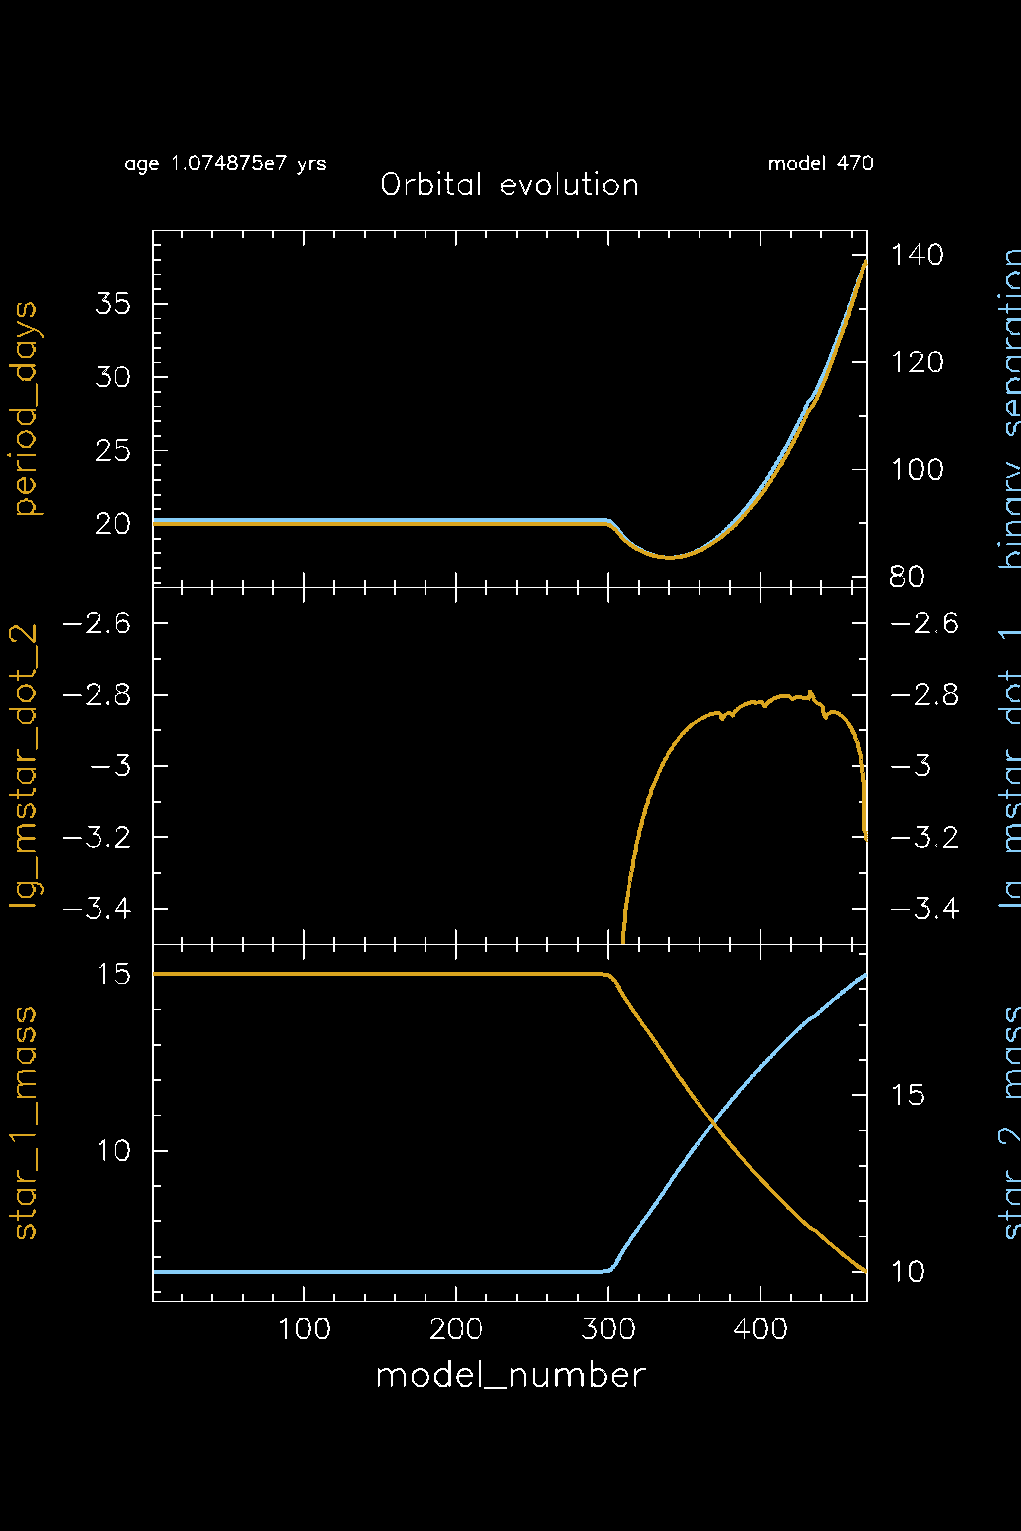 age 1.074875e7 yrs
model 470
Orbital evolution
period_days
35
30
25
20
140
120
100
80
binary_separation
lg_mstar_dot_2
−2.6
−2.8
−3
−3.2
−3.4
−2.6
−2.8
−3
−3.2
−3.4
lg_mstar_dot_1
star_1_mass
15
10
15
10
star_2_mass
100 200 300 400
model_number